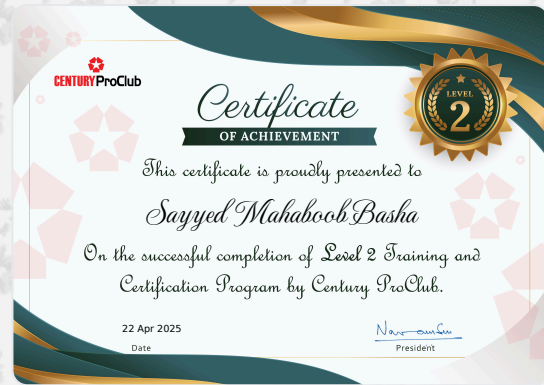 CENTURY ProClub
Certificate
OF ACHIEVEMENT
LEVEL
2
This certificate is proudly presented to
Sayyed Mahaboob Basha
On the successful completion of Level 2 Training and
Certification Program by Century ProClub.
22 Apr 2025
Date
President